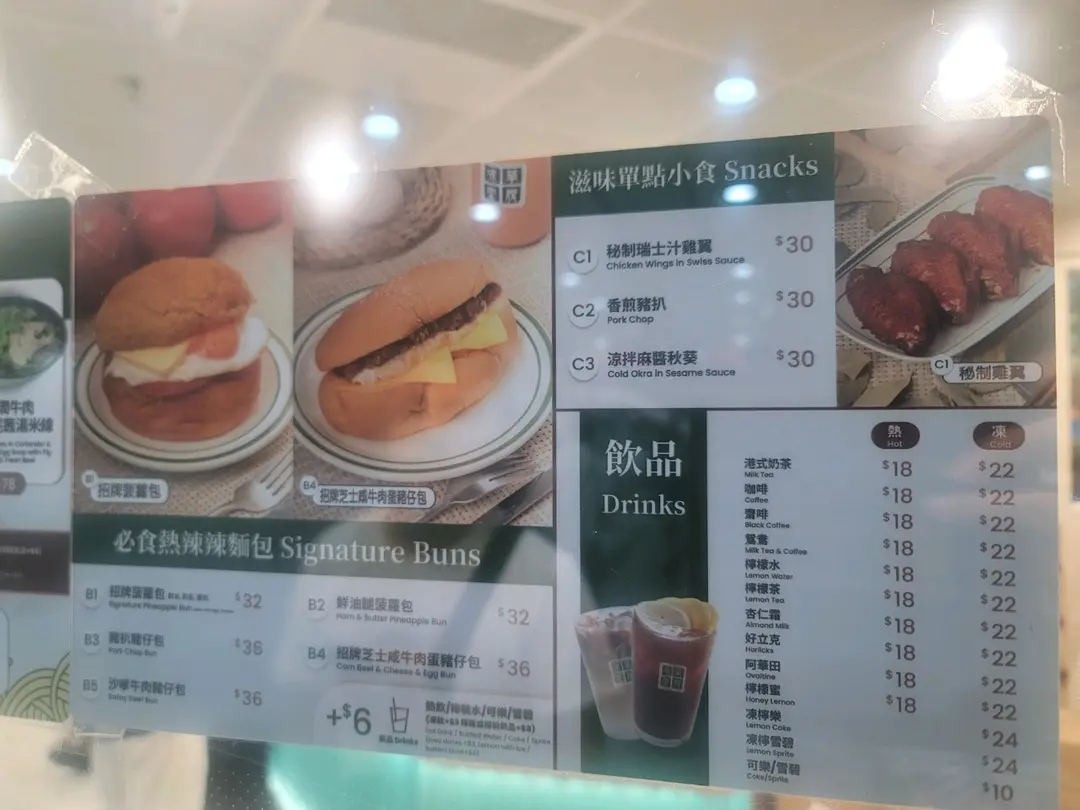 潤牛肉
湯米線
78
B1 招牌菠蘿包
B4 招牌芝士咸牛肉蛋豬仔包
必食熱辣辣麵包 Signature Buns
B1 招牌菠蘿包 $32
Signature Pineapple Bun
B2 鮮油腿菠蘿包 $32
Ham & Butter Pineapple Bun
B3 豬扒豬仔包 $36
Pork Chop Bun
B4 招牌芝士咸牛肉蛋豬仔包 $36
Corn Beef & Cheese & Egg Bun
B5 沙嗲牛肉豬仔包 $36
Satay Beef Bun
+$6
Drinks
滋味單點小食 Snacks
C1 秘制瑞士汁雞翼 $30
Chicken Wings in Swiss Sauce
C2 香煎豬扒 $30
Pork Chop
C3 涼拌麻醬秋葵 $30
Cold Okra in Sesame Sauce
C1 秘制雞翼
飲品
Drinks
熱 凍
Hot Cold
港式奶茶 $18 $22
Milk Tea
咖啡 $18 $22
Coffee
齋啡 $18 $22
Black Coffee
鴛鴦 $18 $22
Milk Tea & Coffee
檸檬水 $18 $22
Lemon Water
檸檬茶 $18 $22
Lemon Tea
杏仁霜 $18 $22
Almond Milk
好立克 $18 $22
Horlicks
阿華田 $18 $22
Ovaltine
檸檬蜜 $18 $22
Honey Lemon
凍檸樂 $24
Lemon Coke
凍檸雪碧 $24
Lemon Sprite
可樂/雪碧 $10
Coke/Sprite